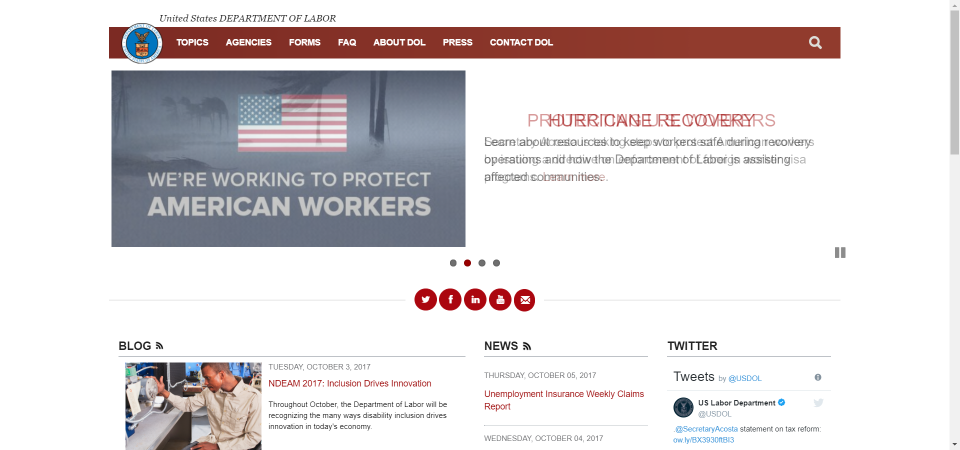 United States DEPARTMENT OF LABOR
TOPICS AGENCIES FORMS FAQ ABOUT DOL PRESS CONTACT DOL
WE'RE WORKING TO PROTECT
AMERICAN WORKERS
HURRICANE RECOVERY
Learn about resources to keep workers safe during recovery
operations and how the Department of Labor is assisting
affected communities.
BLOG
TUESDAY, OCTOBER 3, 2017
NDEAM 2017: Inclusion Drives Innovation
Throughout October, the Department of Labor will be
recognizing the many ways disability inclusion drives
innovation in today's economy.
NEWS
THURSDAY, OCTOBER 05, 2017
Unemployment Insurance Weekly Claims
Report
WEDNESDAY, OCTOBER 04, 2017
TWITTER
Tweets by @USDOL
US Labor Department
@USDOL
.@SecretaryAcosta statement on tax reform:
ow.ly/BX3930ftBI3